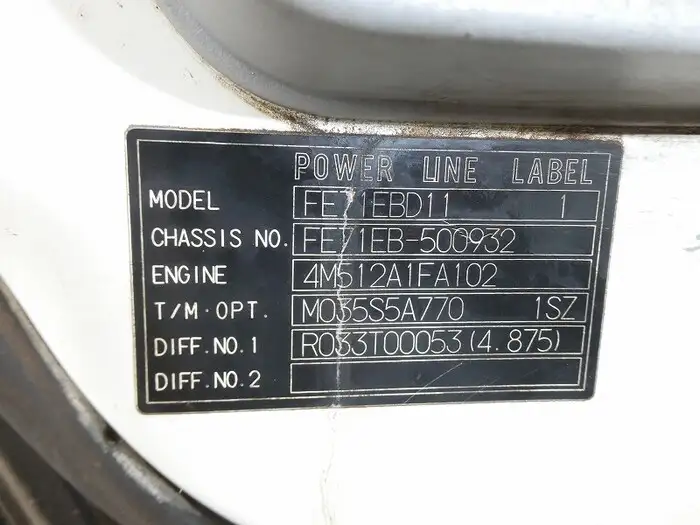 POWER LINE LABEL
MODEL FE71EBD11 1
CHASSIS NO. FE71EB-500932
ENGINE 4M512A1FA102
T/M·OPT. M035S5A770 1SZ
DIFF.NO.1 R033T00053(4.875)
DIFF.NO.2